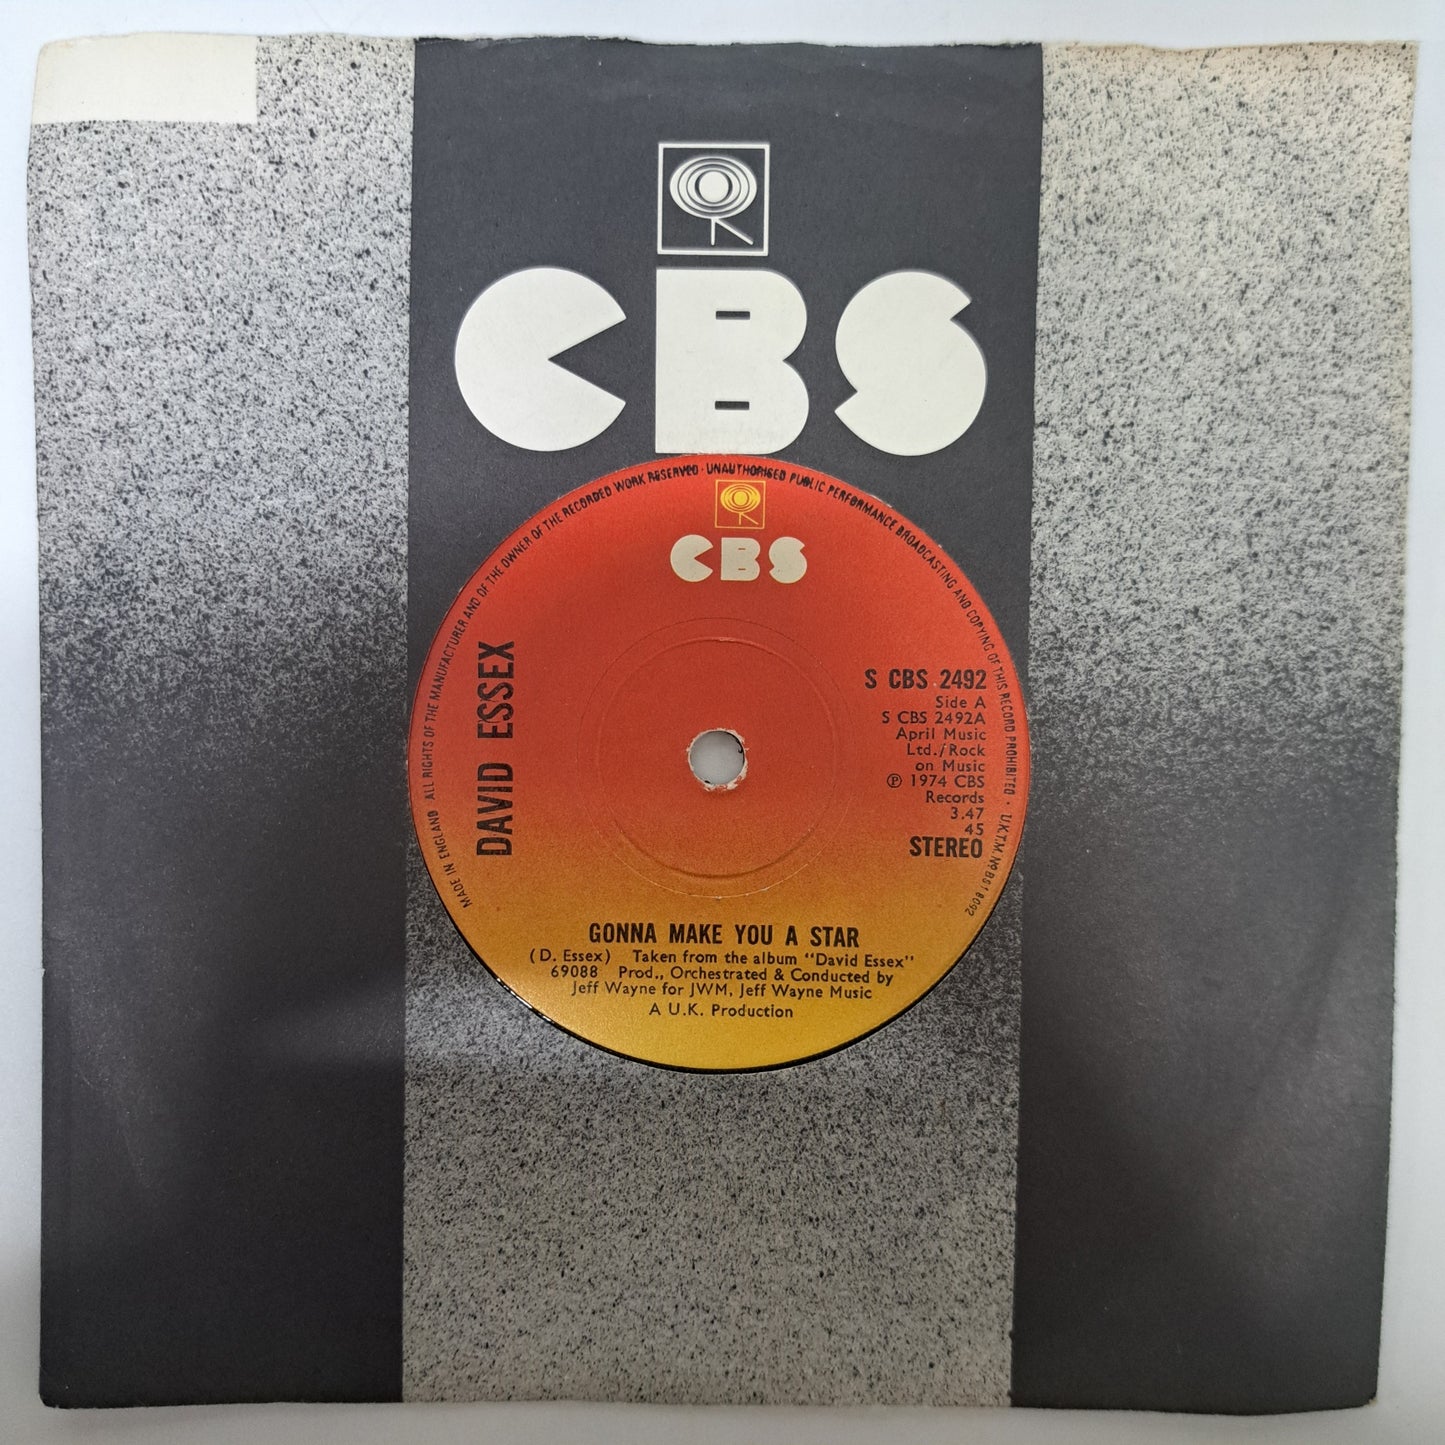 CBS
MADE IN ENGLAND ALL RIGHTS OF THE MANUFACTURER AND OF THE OWNER OF THE RECORDED WORK RESERVED · UNAUTHORISED PUBLIC PERFORMANCE BROADCASTING AND COPYING OF THIS RECORD PROHIBITED · U.K.T.M. Nº BS18092
CBS
DAVID ESSEX
S CBS 2492
Side A
S CBS 2492A
April Music
Ltd./Rock
on Music
℗ 1974 CBS
Records
3.47
45
STEREO
GONNA MAKE YOU A STAR
(D. Essex) Taken from the album "David Essex"
69088 Prod., Orchestrated & Conducted by
Jeff Wayne for JWM, Jeff Wayne Music
A U.K. Production